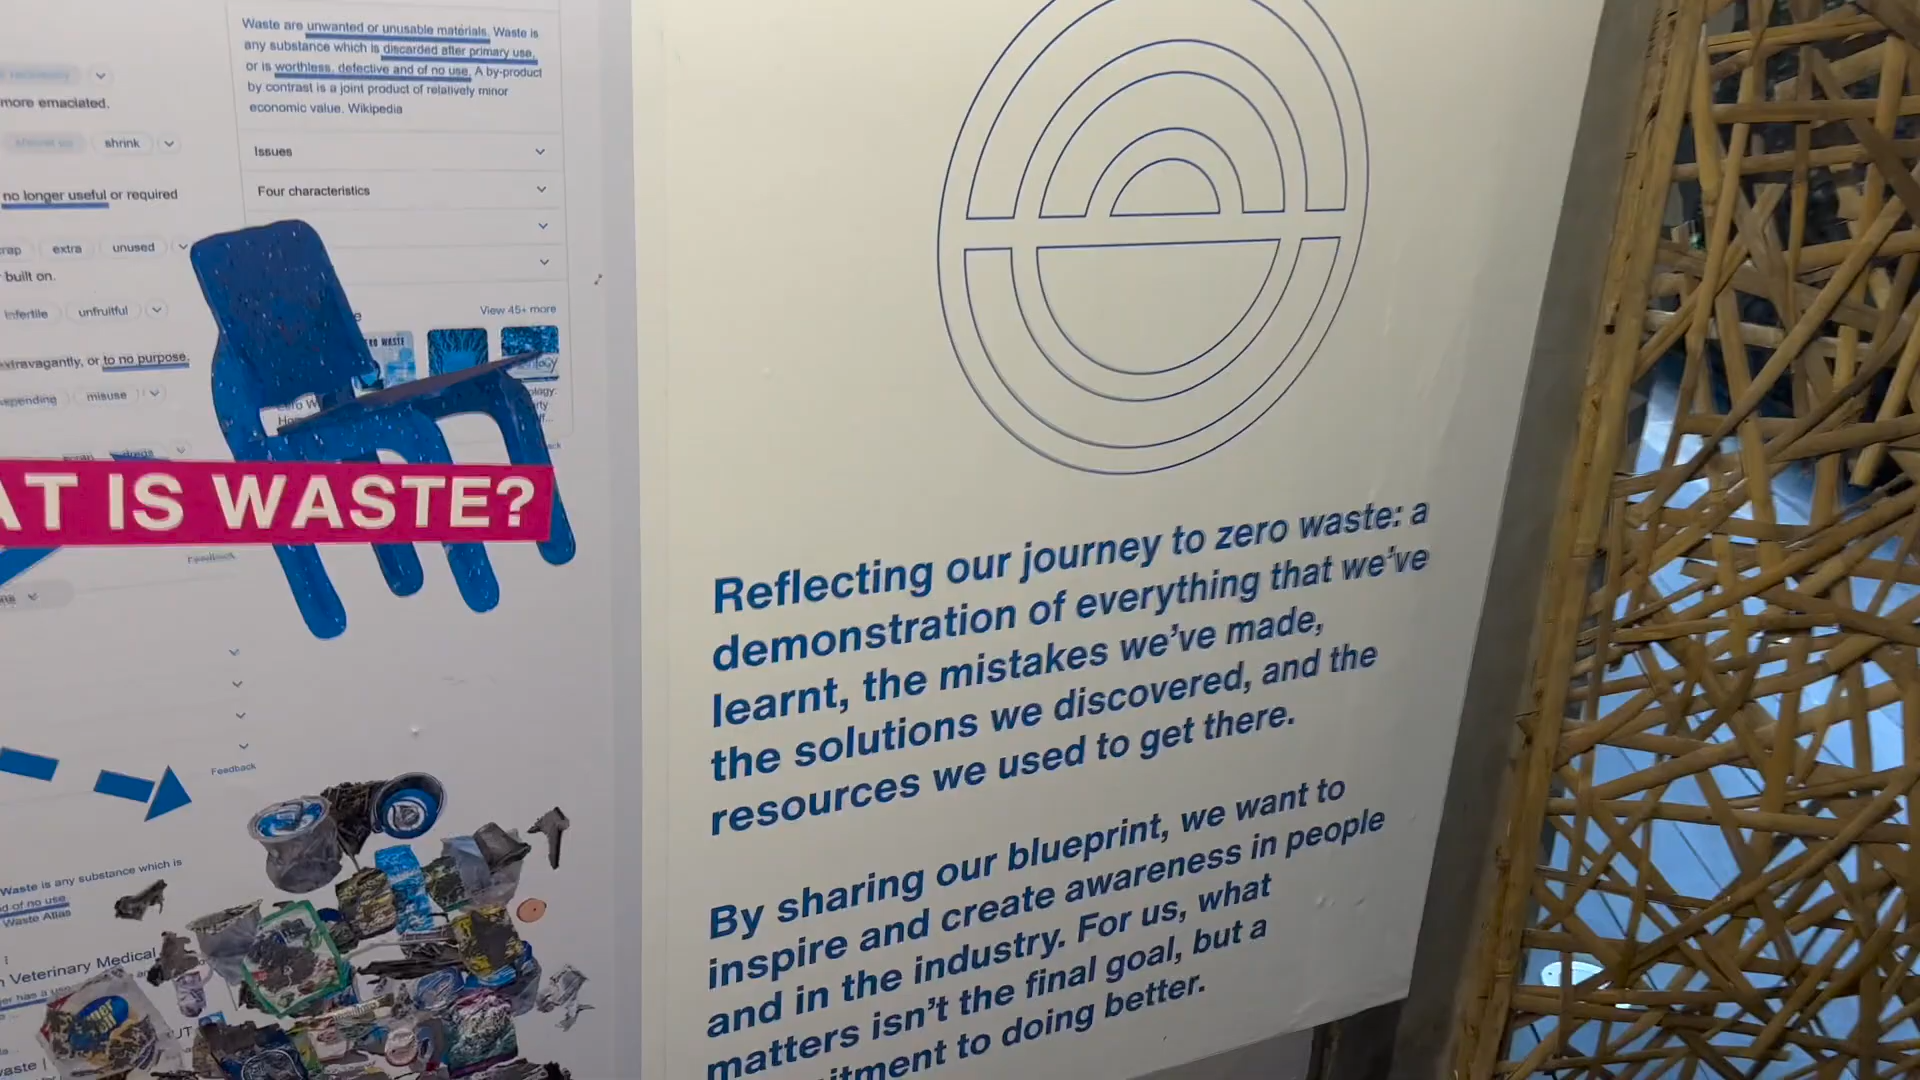 Waste are unwanted or unusable materials. Waste is
any substance which is discarded after primary use,
or is worthless, defective and of no use. A by-product
by contrast is a joint product of relatively minor
economic value. Wikipedia
more emaciated.
shrink
no longer useful or required
extra
unused
built on.
infertile
unfruitful
extravagantly, or to no purpose.
misuse
Issues
Four characteristics
View 45+ more
WASTE
IS WASTE?
Feedback
Feedback
Waste is any substance which is
of no use
Waste Atlas
Veterinary Medical
Reflecting our journey to zero waste: a
demonstration of everything that we've
learnt, the mistakes we've made,
the solutions we discovered, and the
resources we used to get there.
By sharing our blueprint, we want to
inspire and create awareness in people
and in the industry. For us, what
matters isn't the final goal, but a
to doing better.